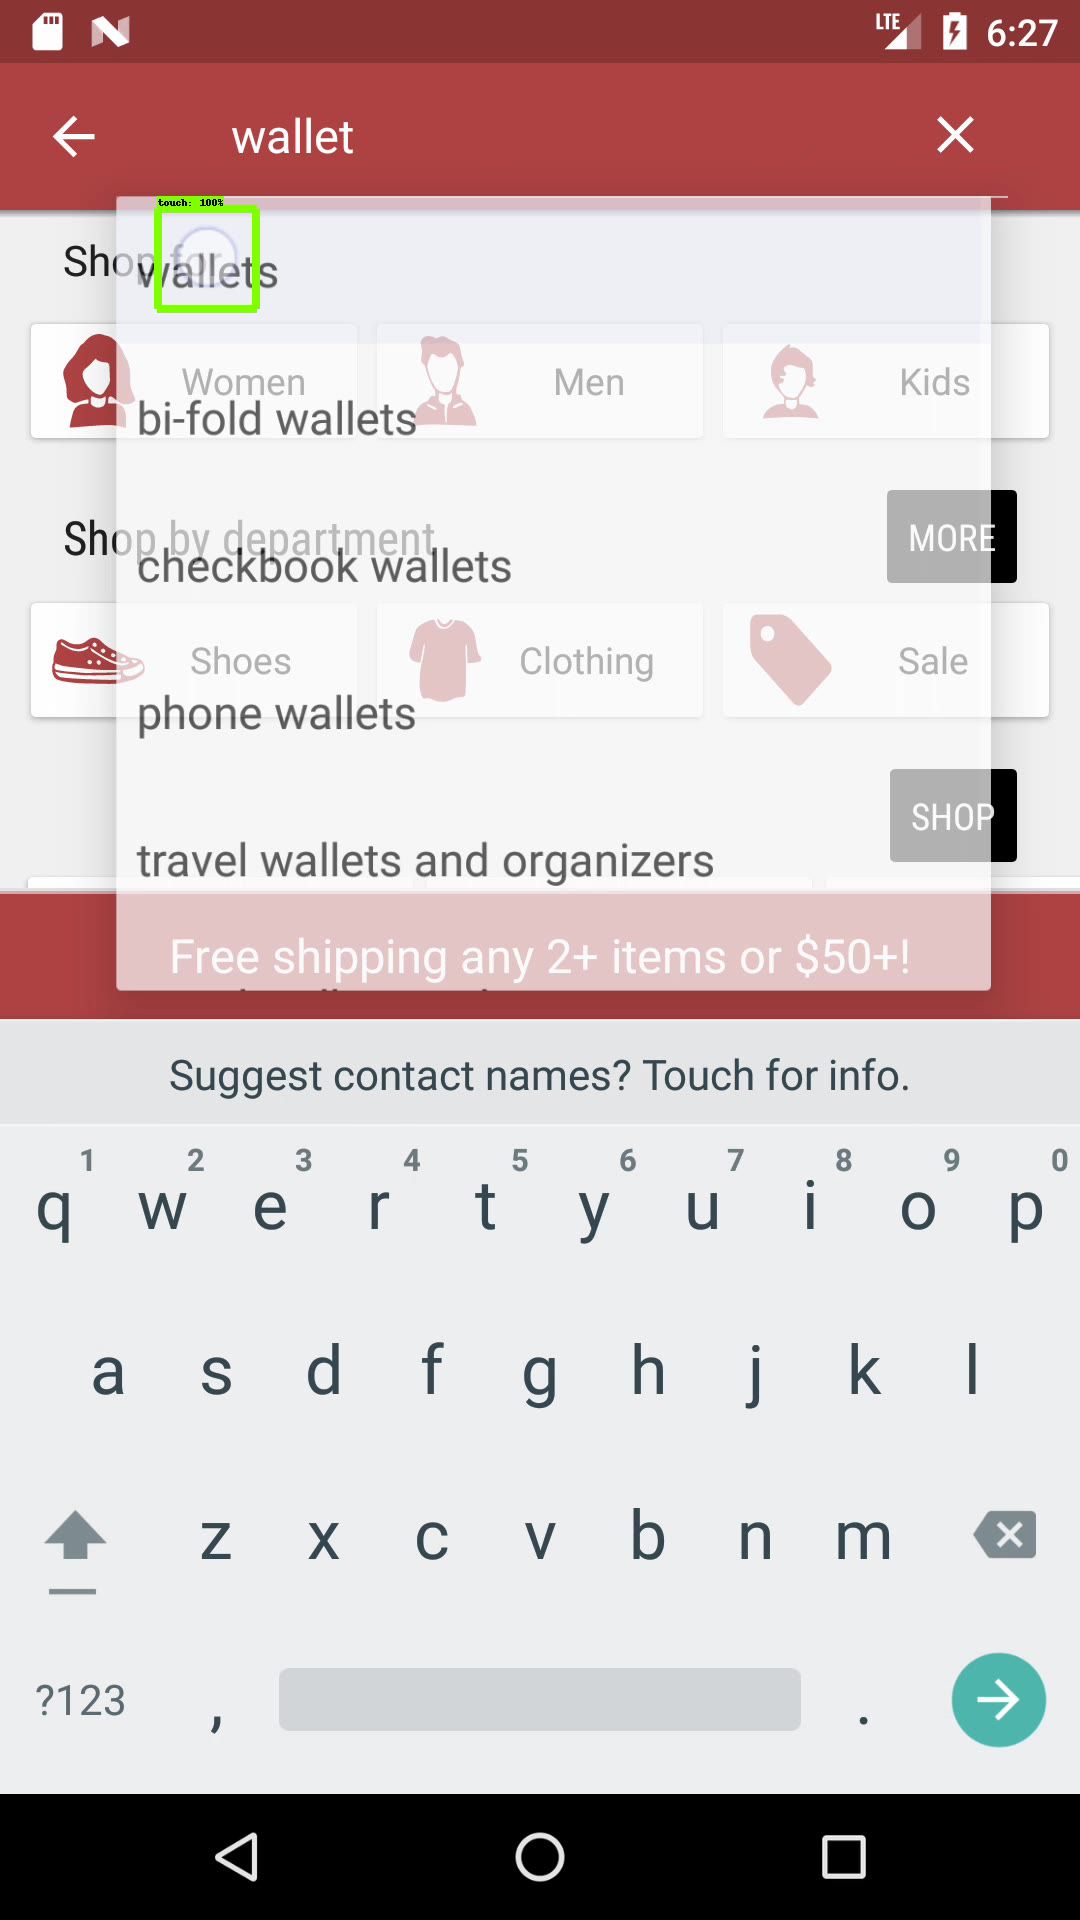 LTE 6:27
wallet
touch: 100%
Shop for
wallets
Women
Men
Kids
bi-fold wallets
Shop by department
MORE
checkbook wallets
Shoes
Clothing
Sale
phone wallets
SHOP
travel wallets and organizers
Free shipping any 2+ items or $50+!
Suggest contact names? Touch for info.
1 2 3 4 5 6 7 8 9 0
q w e r t y u i o p
a s d f g h j k l
z x c v b n m
?123 , .